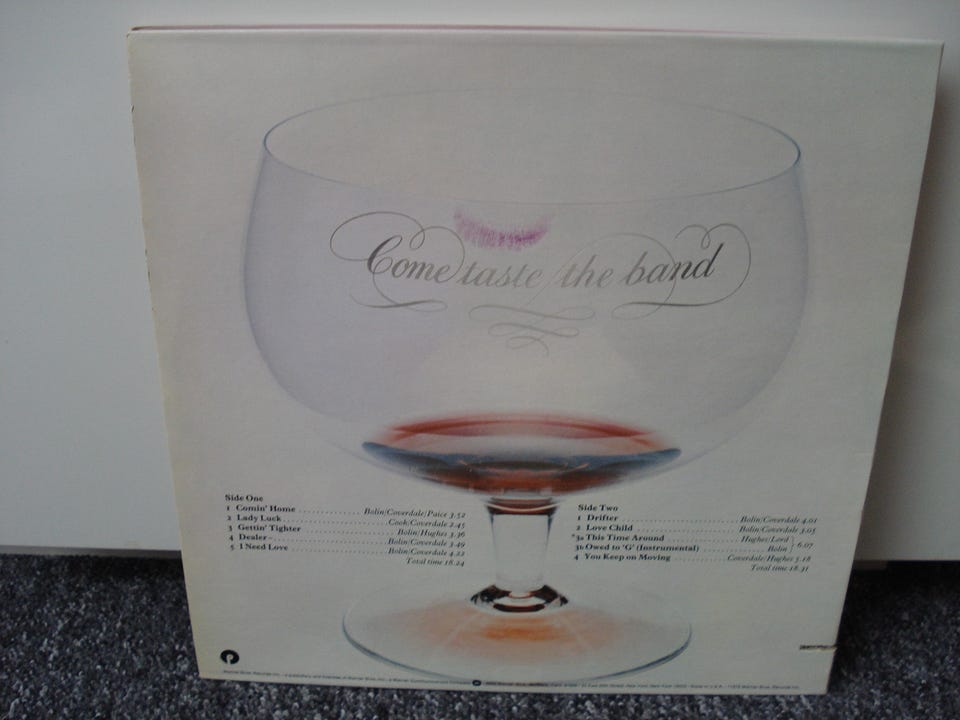 Come taste the band
Side One
1 Comin' Home .................... Bolin/Coverdale/Paice 3.52
2 Lady Luck .................... Cook/Coverdale 2.45
3 Gettin' Tighter .................... Bolin/Hughes 3.36
4 Dealer .................... Bolin/Coverdale 3.49
5 I Need Love .................... Bolin/Coverdale 4.22
Total time 18.24
Side Two
1 Drifter .................... Bolin/Coverdale 4.01
2 Love Child .................... Bolin/Coverdale 3.05
*3a This Time Around .................... Hughes/Lord
3b Owed to 'G' (Instrumental) .................... Bolin } 6.07
4 You Keep on Moving .................... Coverdale/Hughes 5.18
Total time 18.31